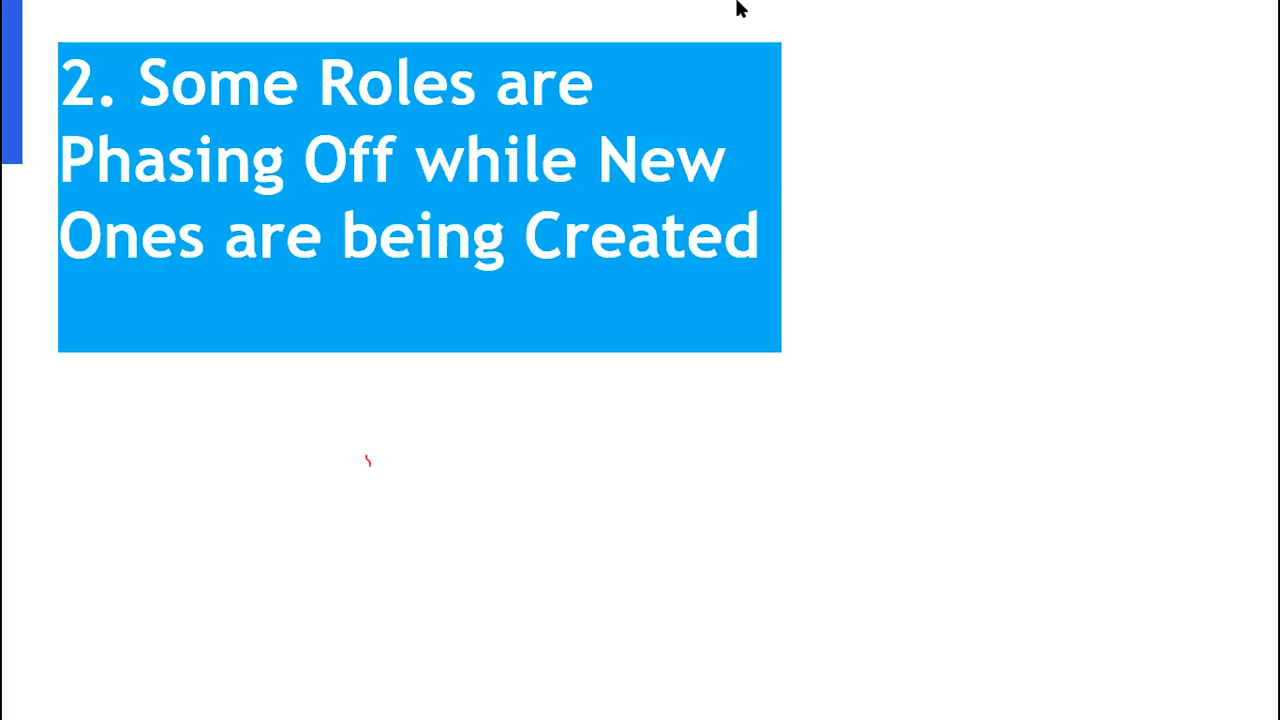 2. Some Roles are
Phasing Off while New
Ones are being Created